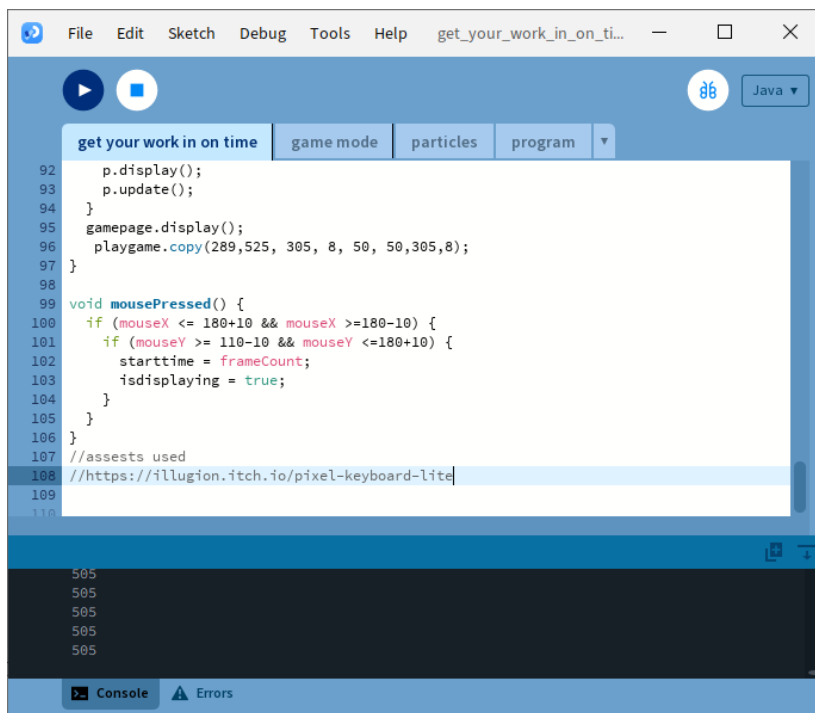 File Edit Sketch Debug Tools Help get_your_work_in_on_ti...
Java ▾
get your work in on time game mode particles program ▾
92 p.display();
93 p.update();
94 }
95 gamepage.display();
96 playgame.copy(289,525, 305, 8, 50, 50,305,8);
97 }
98
99 void mousePressed() {
100 if (mouseX <= 180+10 && mouseX >=180-10) {
101 if (mouseY >= 110-10 && mouseY <=180+10) {
102 starttime = frameCount;
103 isdisplaying = true;
104 }
105 }
106 }
107 //assests used
108 //https://illugion.itch.io/pixel-keyboard-lite
109
110
505
505
505
505
505
Console Errors